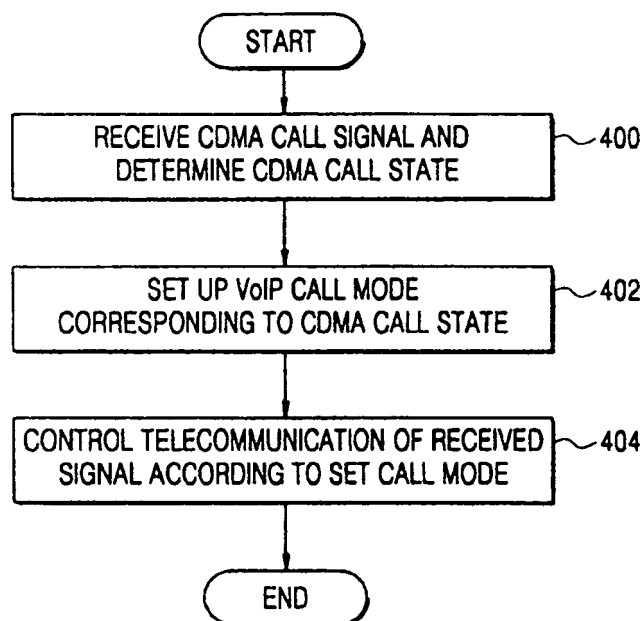 START
RECEIVE CDMA CALL SIGNAL AND
DETERMINE CDMA CALL STATE
400
SET UP VoIP CALL MODE
CORRESPONDING TO CDMA CALL STATE
402
CONTROL TELECOMMUNICATION OF RECEIVED
SIGNAL ACCORDING TO SET CALL MODE
404
END